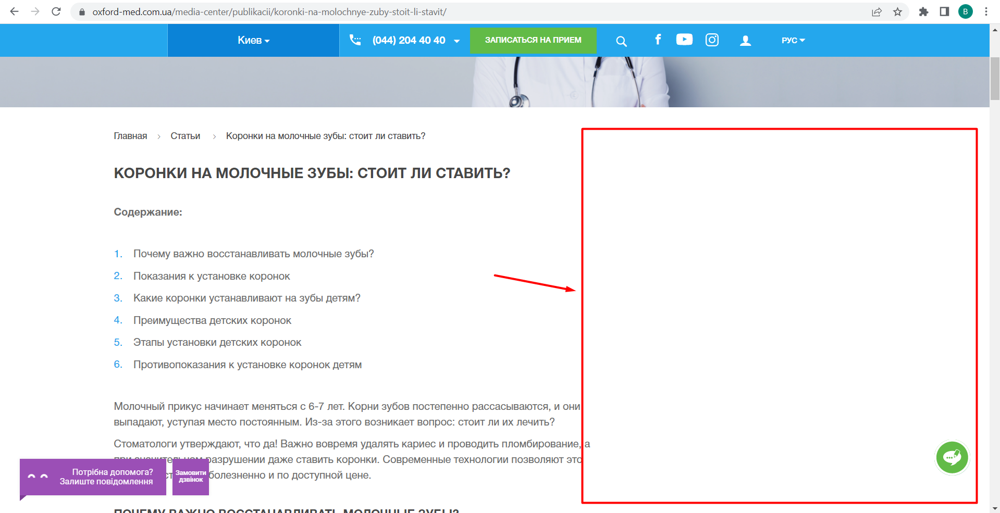 oxford-med.com.ua/media-center/publikacii/koronki-na-molochnye-zuby-stoit-li-stavit/
B
Киев
(044) 204 40 40
ЗАПИСАТЬСЯ НА ПРИЕМ
f
РУС
Главная > Статьи > Коронки на молочные зубы: стоит ли ставить?
КОРОНКИ НА МОЛОЧНЫЕ ЗУБЫ: СТОИТ ЛИ СТАВИТЬ?
Содержание:
1. Почему важно восстанавливать молочные зубы?
2. Показания к установке коронок
3. Какие коронки устанавливают на зубы детям?
4. Преимущества детских коронок
5. Этапы установки детских коронок
6. Противопоказания к установке коронок детям
Молочный прикус начинает меняться с 6-7 лет. Корни зубов постепенно рассасываются, и они
выпадают, уступая место постоянным. Из-за этого возникает вопрос: стоит ли их лечить?
Стоматологи утверждают, что да! Важно вовремя удалять кариес и проводить пломбирование, а
при значительном разрушении даже ставить коронки. Современные технологии позволяют это
болезненно и по доступной цене.
Потрібна допомога?
Залиште повідомлення
Замовити
дзвінок
ПОЧЕМУ ВАЖНО ВОССТАНАВЛИВАТЬ МОЛОЧНЫЕ ЗУБЫ?